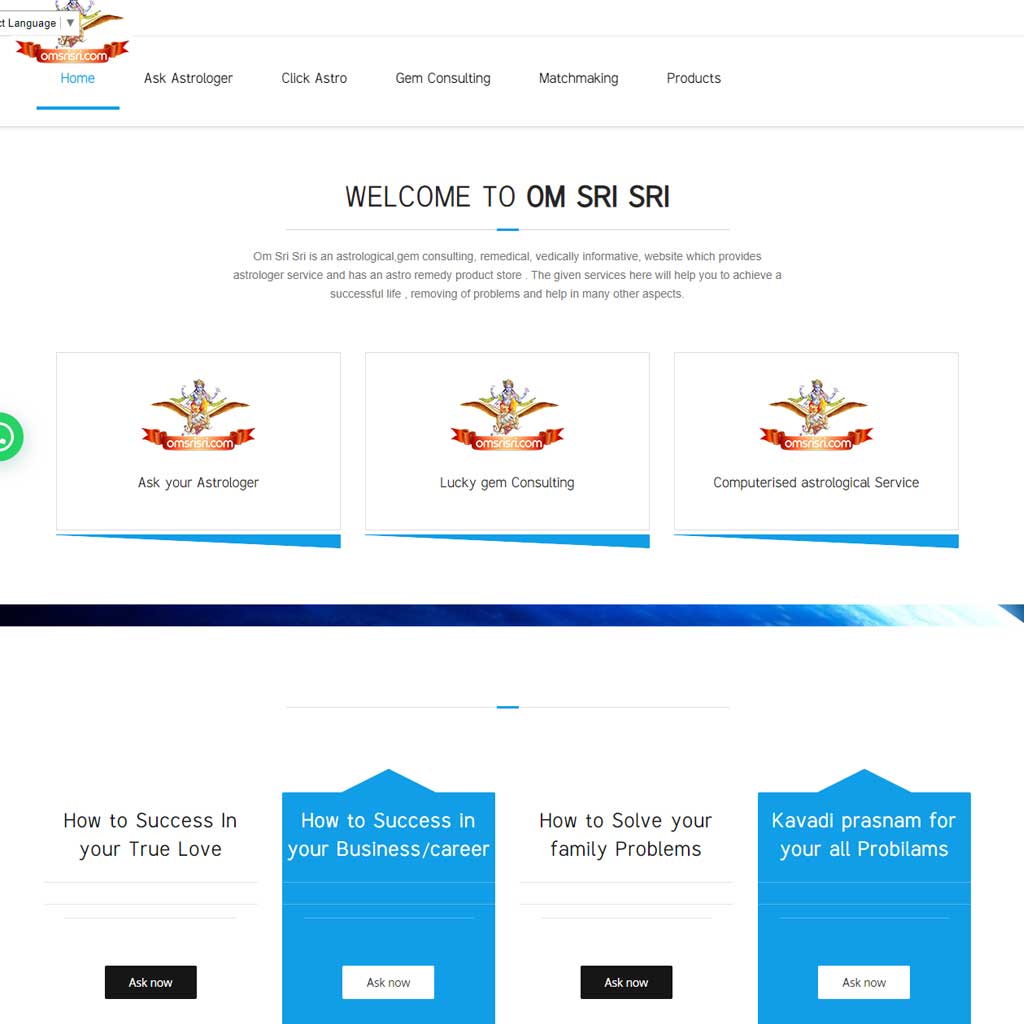 ct Language ▼
omsrisri.com
Home Ask Astrologer Click Astro Gem Consulting Matchmaking Products
WELCOME TO OM SRI SRI
Om Sri Sri is an astrological,gem consulting, remedical, vedically informative, website which provides
astrologer service and has an astro remedy product store . The given services here will help you to achieve a
successful life , removing of problems and help in many other aspects.
omsrisri.com
Ask your Astrologer
omsrisri.com
Lucky gem Consulting
omsrisri.com
Computerised astrological Service
How to Success In
your True Love
Ask now
How to Success in
your Business/career
Ask now
How to Solve your
family Problems
Ask now
Kavadi prasnam for
your all Probilams
Ask now